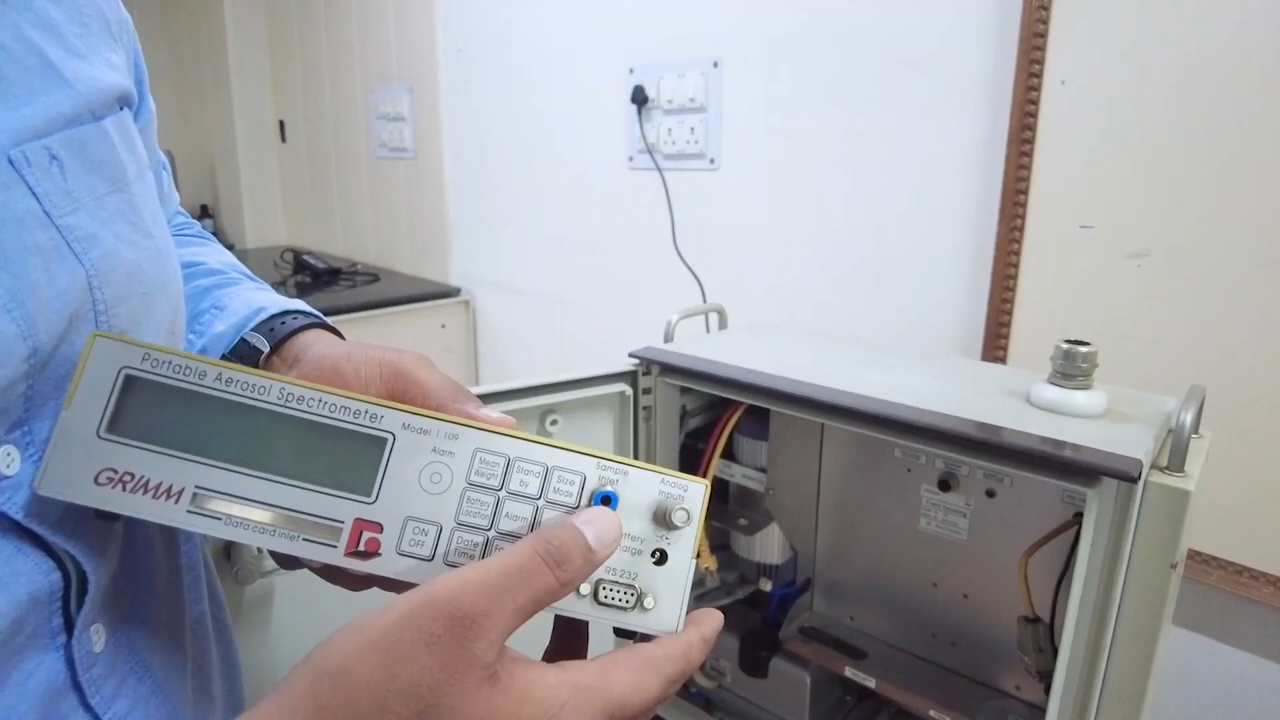 Portable Aerosol Spectrometer
Model 1.109
Alarm
GRIMM
Data card inlet
ON
OFF
Mean
Weight
Stand
by
Size
Mode
Battery
Location
Alarm
Date
Time
Sample
Inlet
Analog
Inputs
RS 232